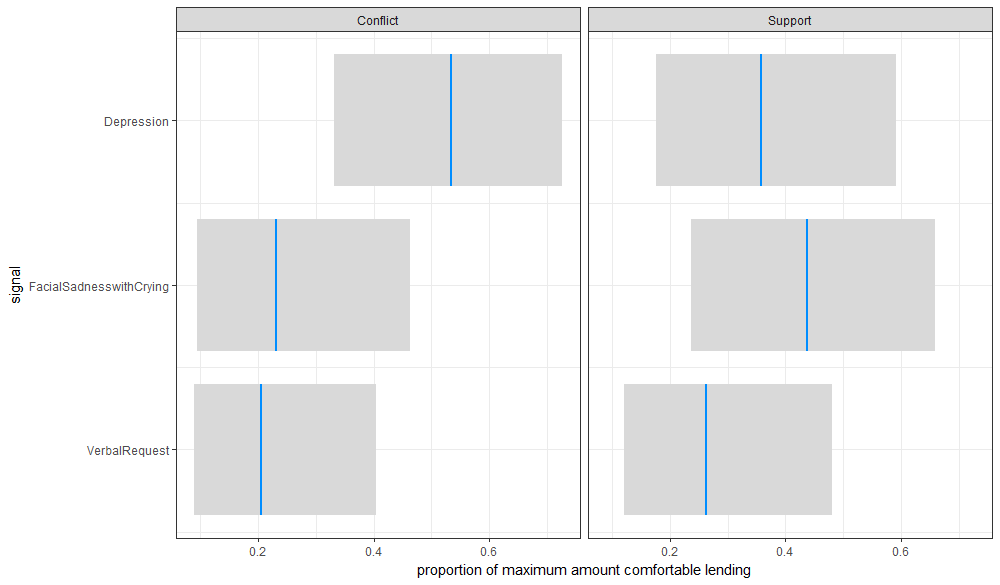 Conflict
Support
Depression
FacialSadnesswithCrying
VerbalRequest
signal
0.2
0.4
0.6
0.2
0.4
0.6
proportion of maximum amount comfortable lending